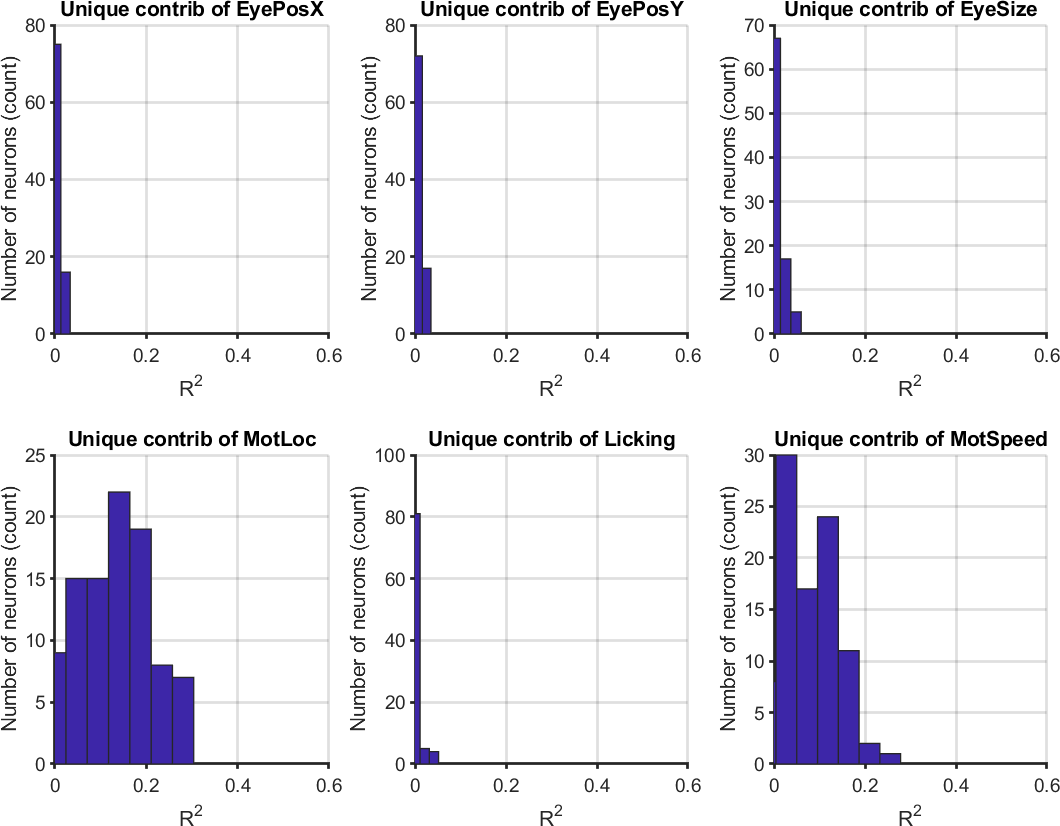 Unique contrib of EyePosX
Number of neurons (count)
80
60
40
20
0
0 0.2 0.4 0.6
R²
Unique contrib of EyePosY
Number of neurons (count)
80
60
40
20
0
0 0.2 0.4 0.6
R²
Unique contrib of EyeSize
Number of neurons (count)
70
60
50
40
30
20
10
0
0 0.2 0.4 0.6
R²
Unique contrib of MotLoc
Number of neurons (count)
25
20
15
10
5
0
0 0.2 0.4 0.6
R²
Unique contrib of Licking
Number of neurons (count)
100
80
60
40
20
0
0 0.2 0.4 0.6
R²
Unique contrib of MotSpeed
Number of neurons (count)
30
25
20
15
10
5
0
0 0.2 0.4 0.6
R²